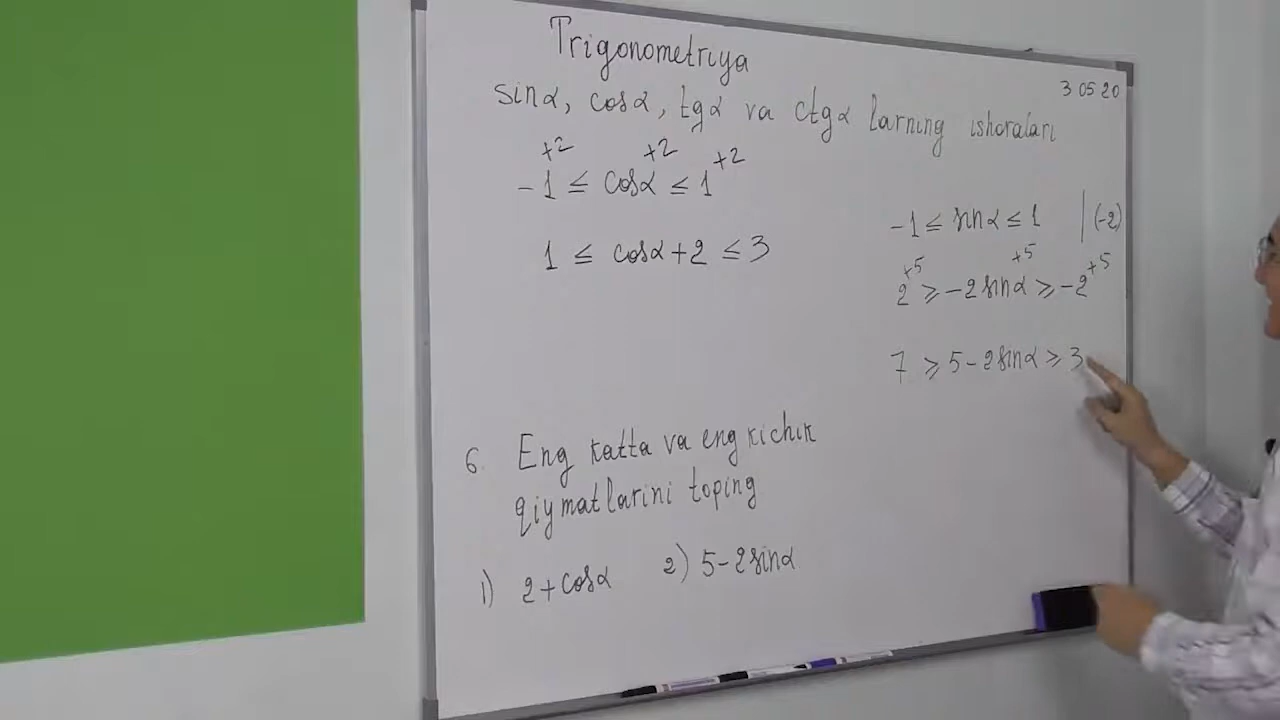 Trigonometriya
3 05 20
sinα, cosα, tgα va ctgα larning ishoralari
+2 +2 +2
-1 ≤ cosα ≤ 1
1 ≤ cosα+2 ≤ 3
-1 ≤ sinα ≤ 1 |(-2)
+5 +5 +5
2 ⩾ -2sinα ⩾ -2
7 ⩾ 5-2sinα ⩾ 3
6. Eng katta va eng kichik
qiymatlarini toping
1) 2+cosα 2) 5-2sinα